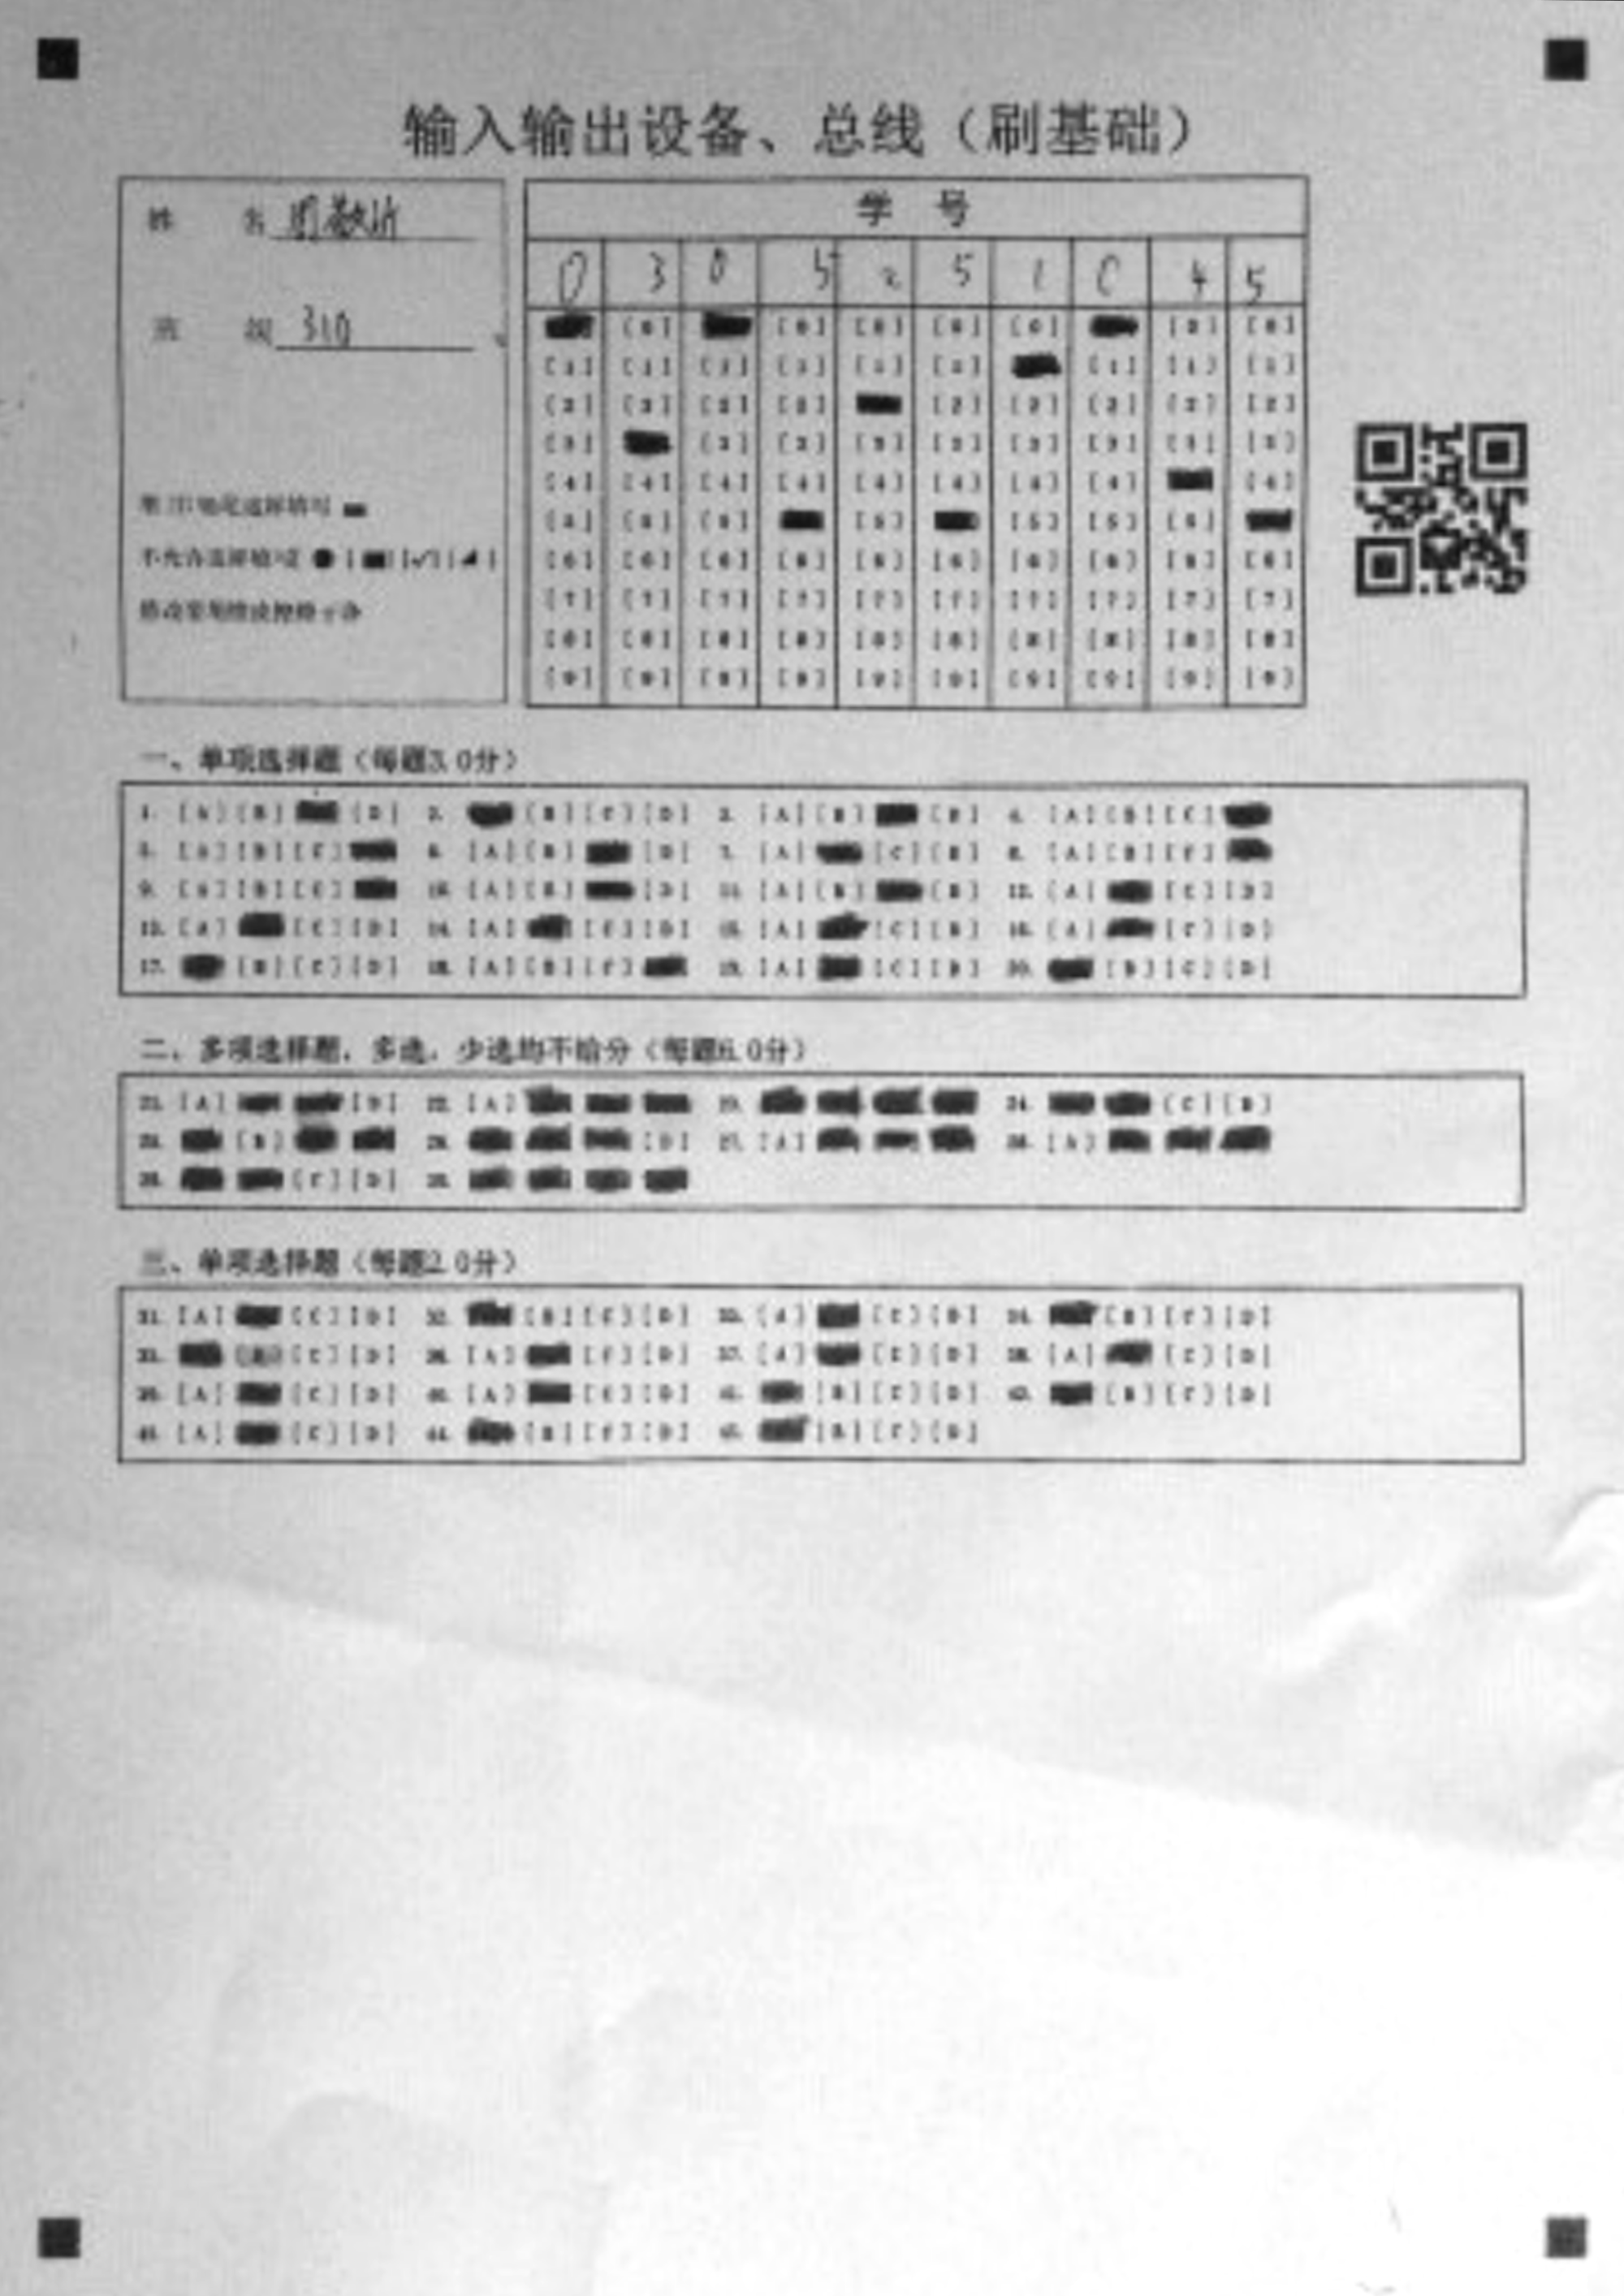 输入输出设备、总线（刷基础）
姓 名
班 级 310
学 号
0 3 0 5 2 5 1 0 4 5
[0] [0] [0] [0] [0] [0] [0]
[1] [1] [1] [1] [1] [1] [1] [1] [1]
[2] [2] [2] [2] [2] [2] [2] [2] [2]
[3] [3] [3] [3] [3] [3] [3] [3] [3]
[4] [4] [4] [4] [4] [4] [4] [4] [4]
[5] [5] [5] [5] [5] [5] [5]
[6] [6] [6] [6] [6] [6] [6] [6] [6] [6]
[7] [7] [7] [7] [7] [7] [7] [7] [7] [7]
[8] [8] [8] [8] [8] [8] [8] [8] [8] [8]
[9] [9] [9] [9] [9] [9] [9] [9] [9] [9]
一、单项选择题（每题3.0分）
1. [A] [B] [D] 2. [B] [C] [D] 3. [A] [B] [D] 4. [A] [B] [C]
5. [A] [B] [C] 6. [A] [B] [D] 7. [A] [C] [D] 8. [A] [B] [C]
9. [A] [B] [C] 10. [A] [B] [D] 11. [A] [B] [D] 12. [A] [C] [D]
13. [A] [C] [D] 14. [A] [C] [D] 15. [A] [C] [D] 16. [A] [C] [D]
17. [B] [C] [D] 18. [A] [B] [C] 19. [A] [C] [D] 20. [B] [C] [D]
二、多项选择题，多选，少选均不给分（每题6.0分）
21. [A] [D] 22. [A] 23. 24. [C] [D]
25. [B] 26. [D] 27. [A] 28. [A]
29. [C] [D] 30.
三、单项选择题（每题2.0分）
31. [A] [C] [D] 32. [B] [C] [D] 33. [A] [C] [D] 34. [B] [C] [D]
35. [B] [C] [D] 36. [A] [C] [D] 37. [A] [C] [D] 38. [A] [C] [D]
39. [A] [C] [D] 40. [A] [C] [D] 41. [B] [C] [D] 42. [B] [C] [D]
43. [A] [C] [D] 44. [B] [C] [D] 45. [B] [C] [D]